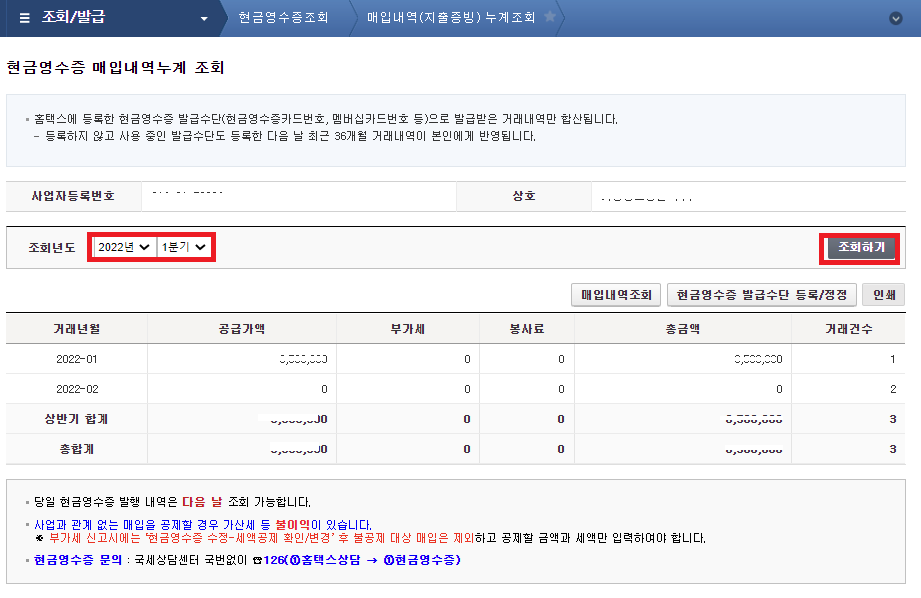 조회/발급
현금영수증조회
매입내역(지출증빙) 누계조회
현금영수증 매입내역누계 조회
홈택스에 등록한 현금영수증 발급수단(현금영수증카드번호, 멤버십카드번호 등)으로 발급받은 거래내역만 합산됩니다.
- 등록하지 않고 사용 중인 발급수단도 등록한 다음 날 최근 36개월 거래내역이 본인에게 반영됩니다.
사업자등록번호 상호
조회년도 2022년 1분기 조회하기
매입내역조회 현금영수증 발급수단 등록/정정 인쇄
거래년월 공급가액 부가세 봉사료 총금액 거래건수
2022-01 0 0 1
2022-02 0 0 0 0 2
상반기 합계 0 0 3
총합계 0 0 3
당일 현금영수증 발행 내역은 다음 날 조회 가능합니다.
사업과 관계 없는 매입을 공제할 경우 가산세 등 불이익이 있습니다.
※ 부가세 신고시에는 '현금영수증 수정-세액공제 확인/변경' 후 불공제 대상 매입은 제외하고 공제할 금액과 세액만 입력하여야 합니다.
현금영수증 문의 : 국세상담센터 국번없이 ☎126(①홈택스상담 → ①현금영수증)